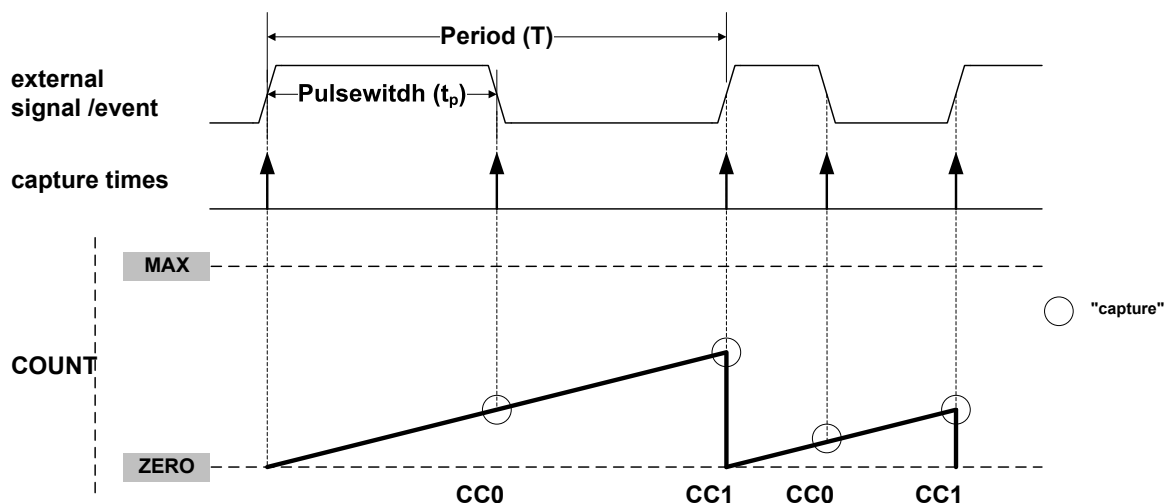 Period (T)
external
signal /event
Pulsewitdh (tp)
capture times
MAX
"capture"
COUNT
ZERO
CC0 CC1 CC0 CC1